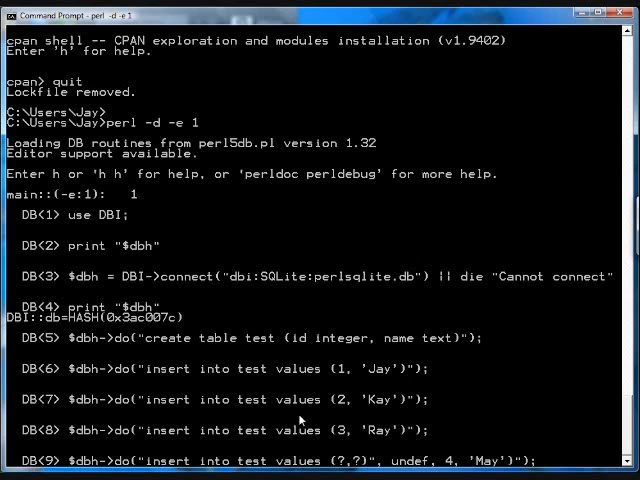 Command Prompt - perl -d -e 1
cpan shell -- CPAN exploration and modules installation (v1.9402)
Enter 'h' for help.
cpan> quit
Lockfile removed.
C:\Users\Jay>
C:\Users\Jay>perl -d -e 1
Loading DB routines from perl5db.pl version 1.32
Editor support available.
Enter h or 'h h' for help, or 'perldoc perldebug' for more help.
main::(-e:1):   1
DB<1> use DBI;
DB<2> print "$dbh"
DB<3> $dbh = DBI->connect("dbi:SQLite:perlsqlite.db") || die "Cannot connect"
DB<4> print "$dbh"
DBI::db=HASH(0x3ac007c)
DB<5> $dbh->do("create table test (id integer, name text)");
DB<6> $dbh->do("insert into test values (1, 'Jay')");
DB<7> $dbh->do("insert into test values (2, 'Kay')");
DB<8> $dbh->do("insert into test values (3, 'Ray')");
DB<9> $dbh->do("insert into test values (?,?)", undef, 4, 'May');